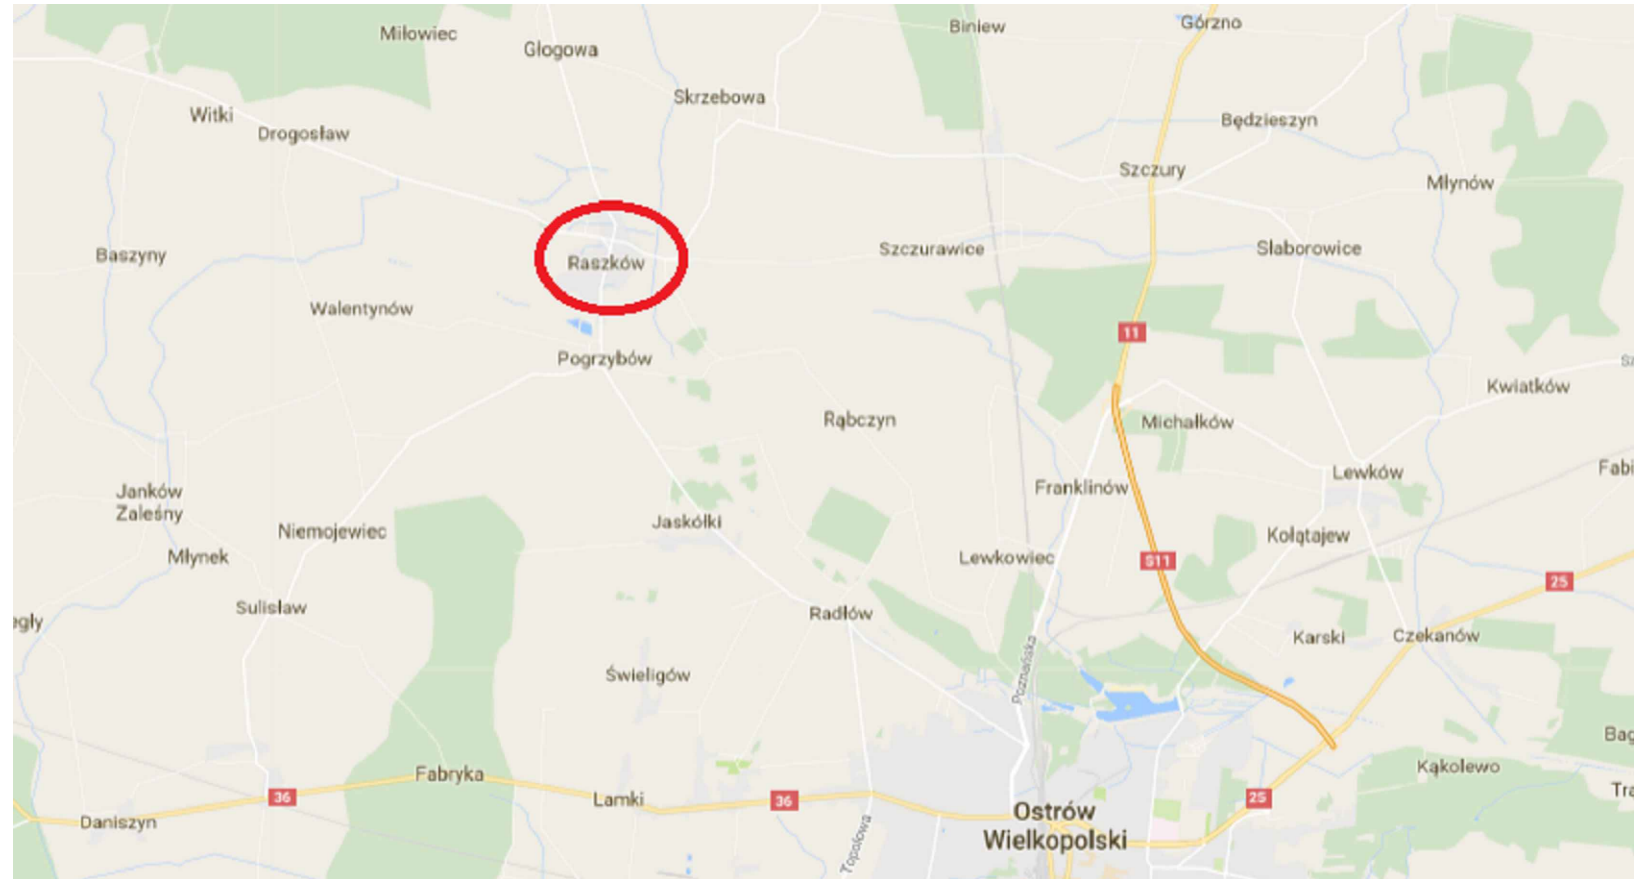 Biniew
Górzno
Miłowiec
Głogowa
Skrzebowa
Witki
Drogosław
Będzieszyn
Szczury
Młynów
Baszyny
Raszków
Szczurawice
Słaborowice
Walentynów
11
Pogrzybów
Kwiatków
Rąbczyn
Michałków
Lewków
Fabi
Janków
Zaleśny
Franklinów
Jaskółki
Niemojewiec
Kołątajew
Młynek
Lewkowiec
S11
25
Sulisław
Radłów
egły
Karski
Czekanów
Poznańska
Świeligów
Bag
Kąkolewo
Fabryka
36
Lamki
36
25
Tra
Daniszyn
Ostrów
Wielkopolski
Topolowa